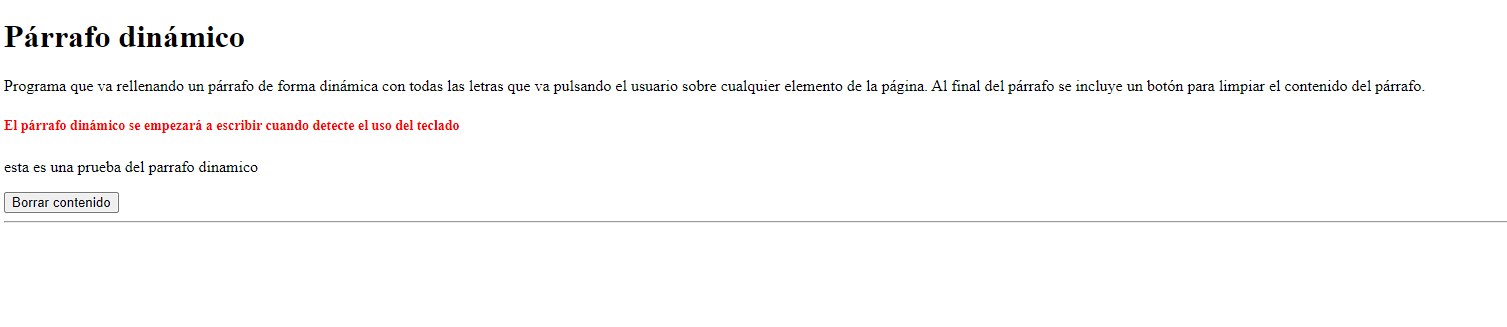 Párrafo dinámico
Programa que va rellenando un párrafo de forma dinámica con todas las letras que va pulsando el usuario sobre cualquier elemento de la página. Al final del párrafo se incluye un botón para limpiar el contenido del párrafo.
El párrafo dinámico se empezará a escribir cuando detecte el uso del teclado
esta es una prueba del parrafo dinamico
Borrar contenido